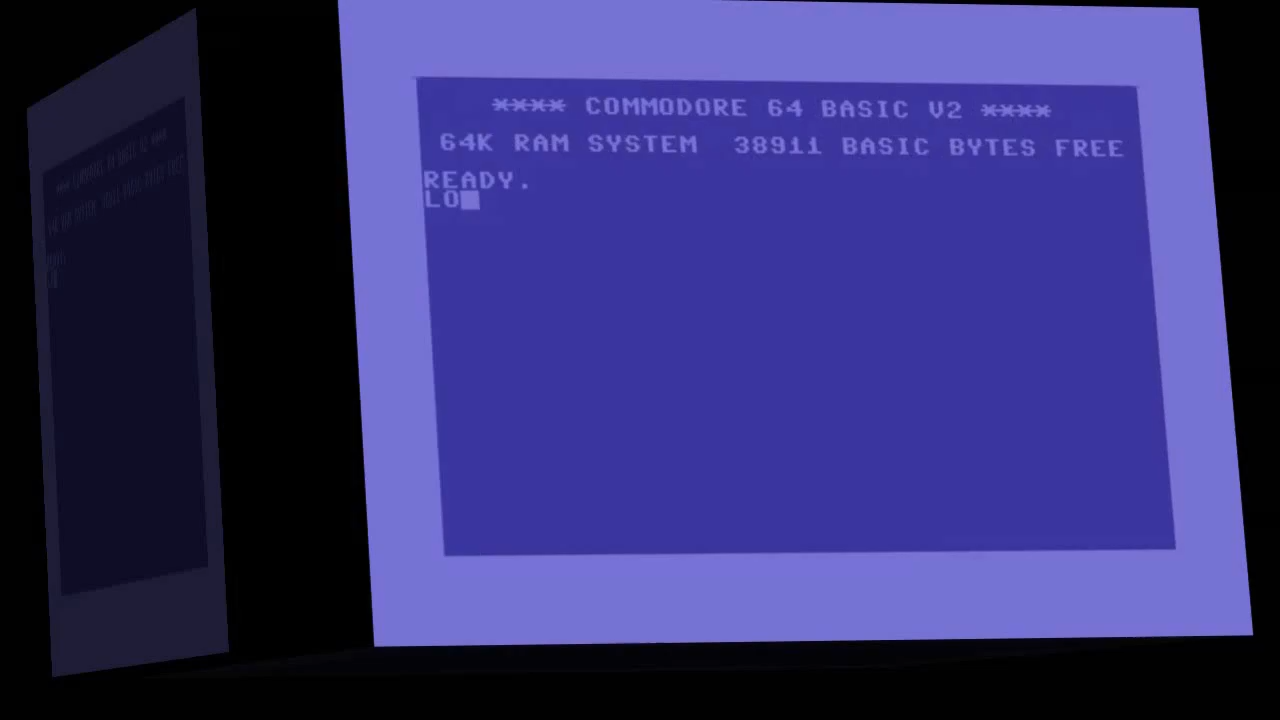 **** COMMODORE 64 BASIC V2 ****
64K RAM SYSTEM  38911 BASIC BYTES FREE
READY.
LO